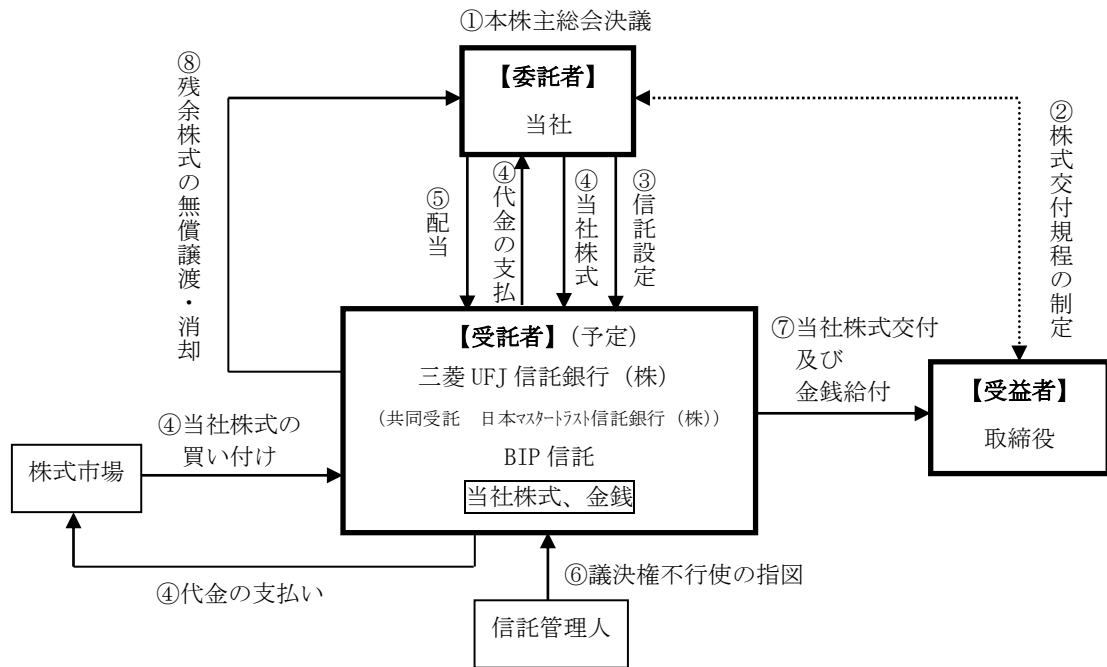 ①本株主総会決議
【委託者】
当社
⑧残余株式の無償譲渡・消却
②株式交付規程の制定
⑤配当
④代金の支払
④当社株式
③信託設定
【受託者】(予定)
三菱 UFJ 信託銀行（株）
（共同受託　日本ﾏｽﾀｰﾄﾗｽﾄ信託銀行（株））
BIP 信託
当社株式、金銭
⑦当社株式交付
及び
金銭給付
【受益者】
取締役
④当社株式の
買い付け
株式市場
④代金の支払い
⑥議決権不行使の指図
信託管理人